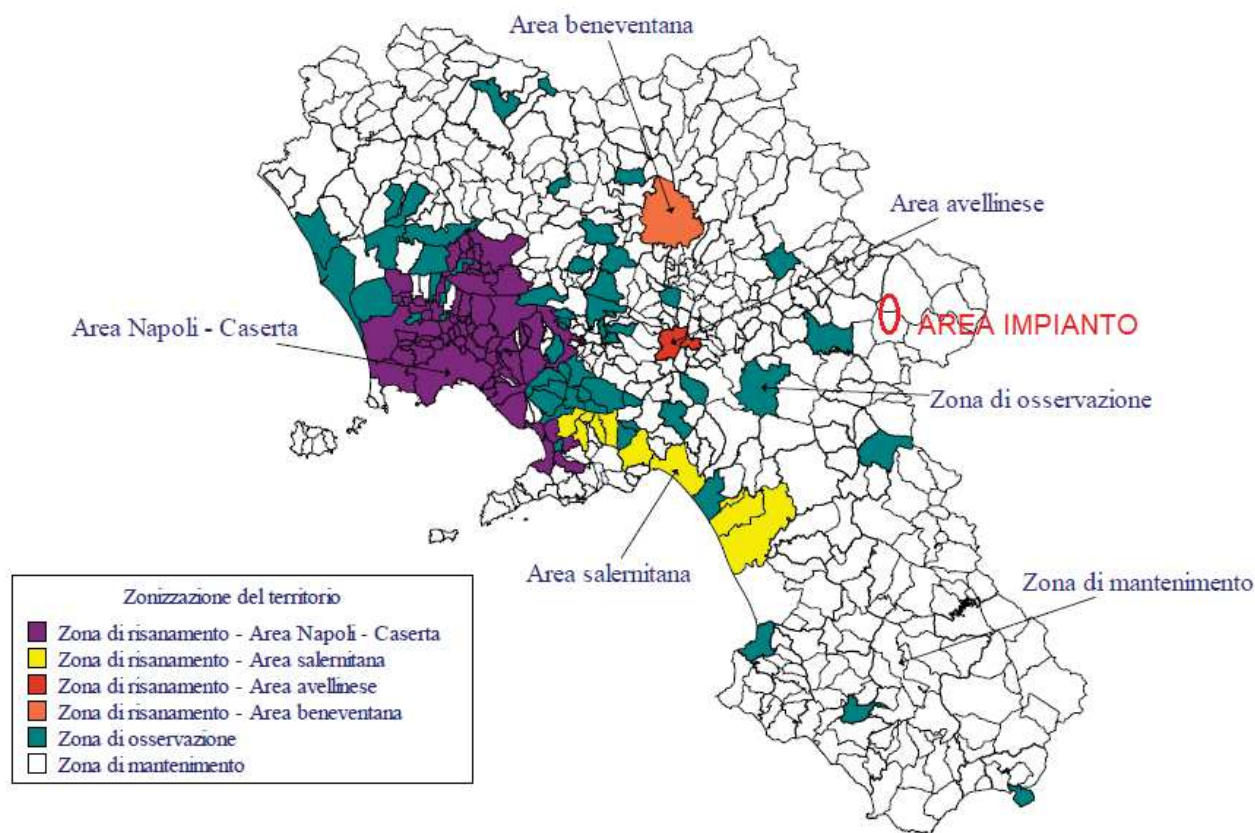 Area beneventana
Area avellinese
AREA IMPIANTO
Area Napoli - Caserta
Zona di osservazione
Area salernitana
Zona di mantenimento
Zonizzazione del territorio
Zona di risanamento - Area Napoli - Caserta
Zona di risanamento - Area salernitana
Zona di risanamento - Area avellinese
Zona di risanamento - Area beneventana
Zona di osservazione
Zona di mantenimento